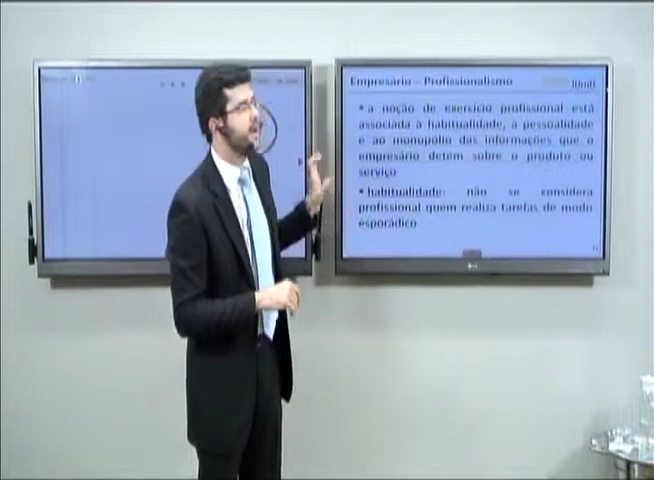 Empresário – Profissionalismo
▪ a noção de exercício profissional está
associada à habitualidade, à pessoalidade
e ao monopólio das informações que o
empresário detém sobre o produto ou
serviço
▪ habitualidade: não se considera
profissional quem realiza tarefas de modo
esporádico
LG